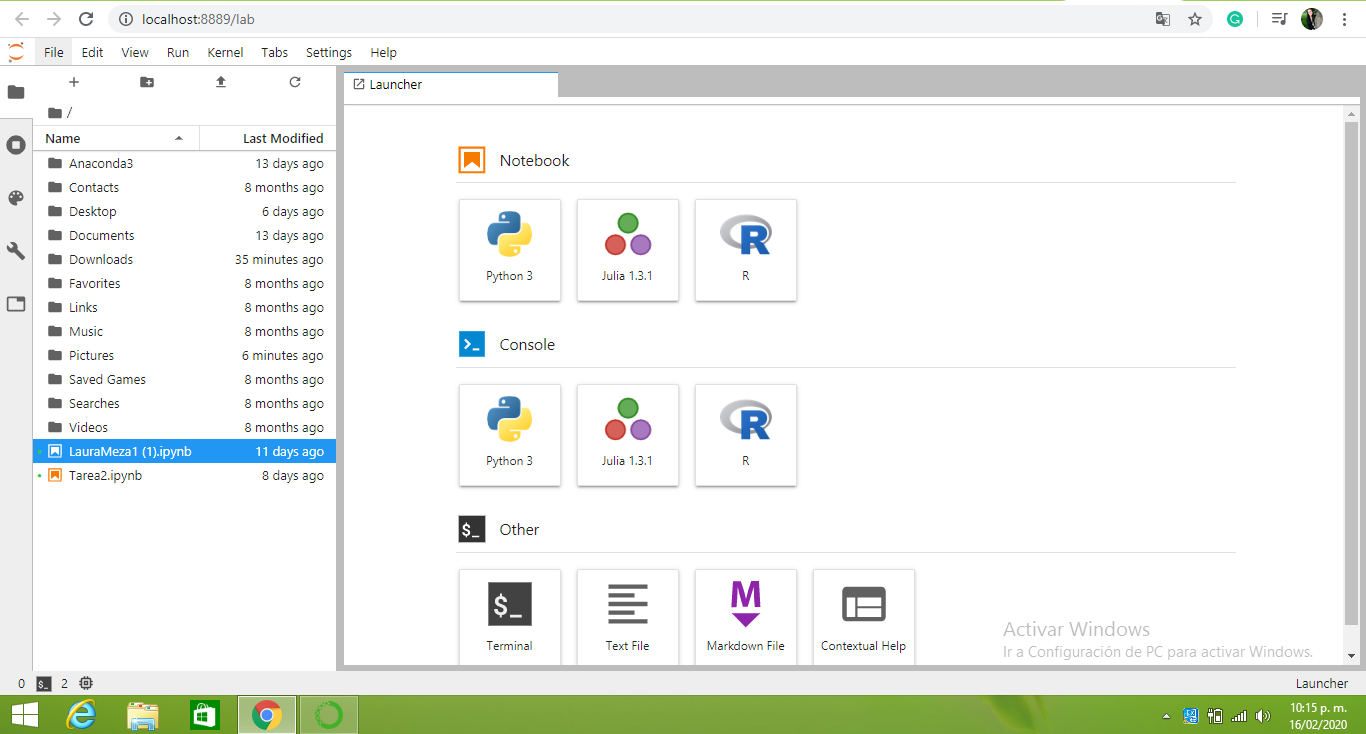 localhost:8889/lab
File Edit View Run Kernel Tabs Settings Help
/
Name Last Modified
Anaconda3 13 days ago
Contacts 8 months ago
Desktop 6 days ago
Documents 13 days ago
Downloads 35 minutes ago
Favorites 8 months ago
Links 8 months ago
Music 8 months ago
Pictures 6 minutes ago
Saved Games 8 months ago
Searches 8 months ago
Videos 8 months ago
LauraMeza1 (1).ipynb 11 days ago
Tarea2.ipynb 8 days ago
Launcher
Notebook
Python 3 Julia 1.3.1 R
Console
Python 3 Julia 1.3.1 R
$_ Other
Terminal Text File Markdown File Contextual Help
Activar Windows
Ir a Configuración de PC para activar Windows.
0 $_ 2 Launcher
10:15 p. m.
16/02/2020